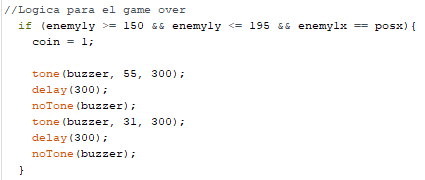 //Logica para el game over
if (enemy1y >= 150 && enemy1y <= 195 && enemy1x == posx){
coin = 1;
tone(buzzer, 55, 300);
delay(300);
noTone(buzzer);
tone(buzzer, 31, 300);
delay(300);
noTone(buzzer);
}